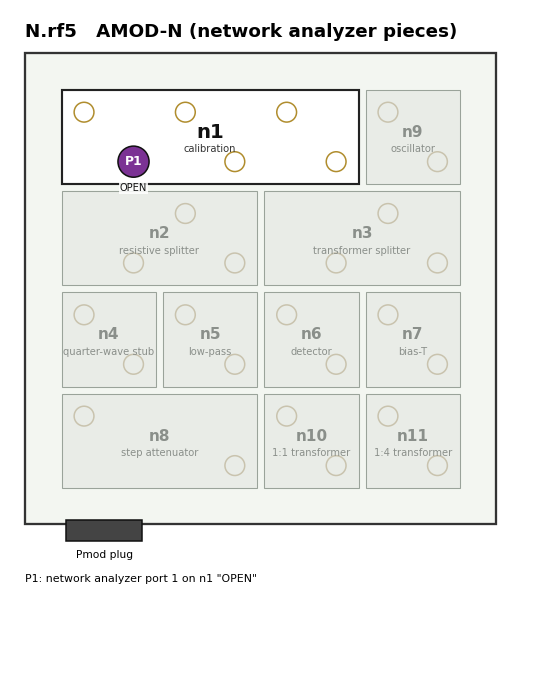 N.rf5 AMOD-N (network analyzer pieces)
n1
calibration
P1
OPEN
n9
oscillator
n2
resistive splitter
n3
transformer splitter
n4
quarter-wave stub
n5
low-pass
n6
detector
n7
bias-T
n8
step attenuator
n10
1:1 transformer
n11
1:4 transformer
Pmod plug
P1: network analyzer port 1 on n1 "OPEN"